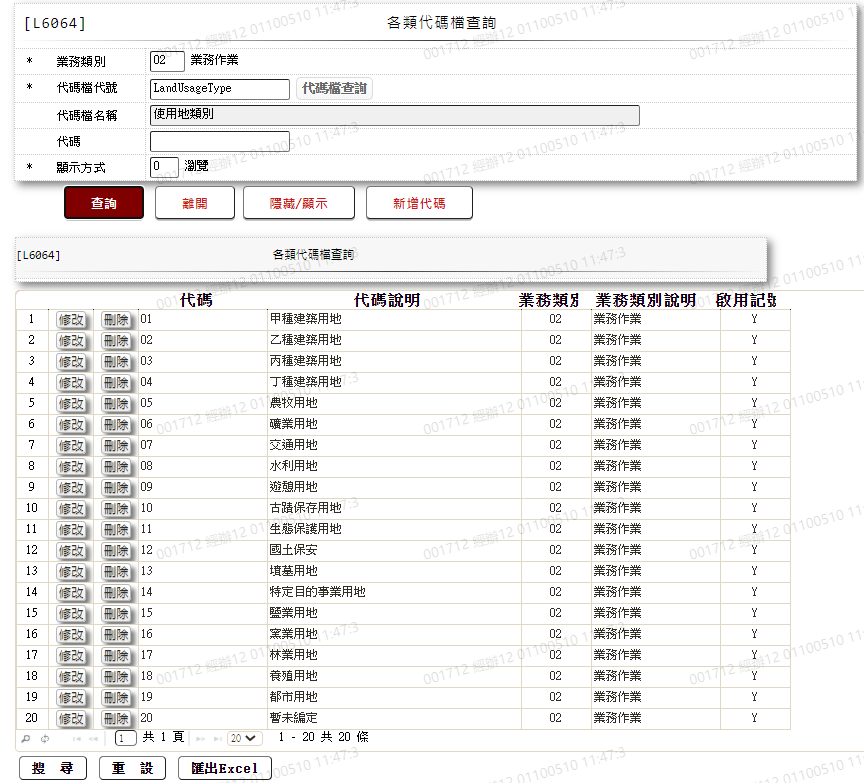 [L6064] 各類代碼檔查詢
* 業務類別 02 業務作業
* 代碼檔代號 LandUsageType 代碼檔查詢
代碼檔名稱 使用地類別
代碼
* 顯示方式 0 瀏覽
查詢 離開 隱藏/顯示 新增代碼
[L6064] 各類代碼檔查詢
代碼 代碼說明 業務類別 業務類別說明 啟用記號
1 修改 刪除 01 甲種建築用地 02 業務作業 Y
2 修改 刪除 02 乙種建築用地 02 業務作業 Y
3 修改 刪除 03 丙種建築用地 02 業務作業 Y
4 修改 刪除 04 丁種建築用地 02 業務作業 Y
5 修改 刪除 05 農牧用地 02 業務作業 Y
6 修改 刪除 06 礦業用地 02 業務作業 Y
7 修改 刪除 07 交通用地 02 業務作業 Y
8 修改 刪除 08 水利用地 02 業務作業 Y
9 修改 刪除 09 遊憩用地 02 業務作業 Y
10 修改 刪除 10 古蹟保存用地 02 業務作業 Y
11 修改 刪除 11 生態保護用地 02 業務作業 Y
12 修改 刪除 12 國土保安 02 業務作業 Y
13 修改 刪除 13 墳墓用地 02 業務作業 Y
14 修改 刪除 14 特定目的事業用地 02 業務作業 Y
15 修改 刪除 15 鹽業用地 02 業務作業 Y
16 修改 刪除 16 窯業用地 02 業務作業 Y
17 修改 刪除 17 林業用地 02 業務作業 Y
18 修改 刪除 18 養殖用地 02 業務作業 Y
19 修改 刪除 19 都市用地 02 業務作業 Y
20 修改 刪除 20 暫未編定 02 業務作業 Y
1 共 1 頁 20 1 - 20 共 20 條
搜 尋 重 設 匯出Excel
001712 經辦12 01100510 11:47:3